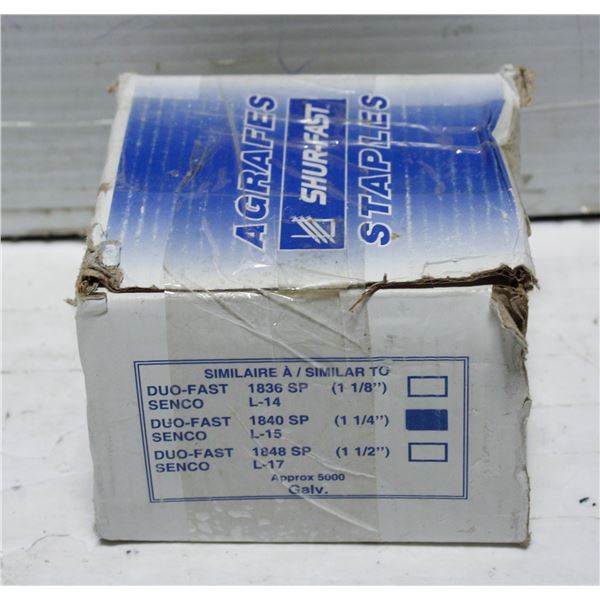 AGRAFES
SHUR-FAST
STAPLES
SIMILAIRE À / SIMILAR TO
DUO-FAST 1836 SP (1 1/8")
SENCO L-14
DUO-FAST 1840 SP (1 1/4")
SENCO L-15
DUO-FAST 1848 SP (1 1/2")
SENCO L-17
Approx 5000
Galv.